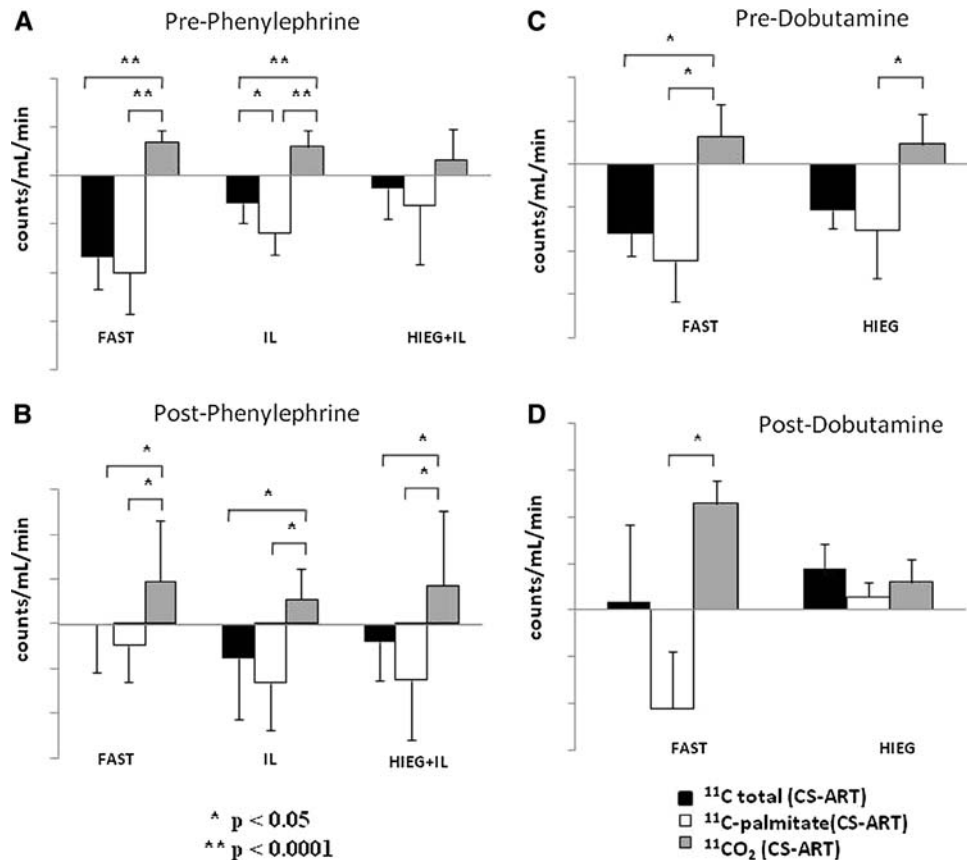 A
Pre-Phenylephrine
** ** * ** **
counts/mL/min
FAST IL HIEG+IL
B
Post-Phenylephrine
* * * * * *
counts/mL/min
FAST IL HIEG+IL
* p < 0.05
** p < 0.0001
C
Pre-Dobutamine
* * *
counts/mL/min
FAST HIEG
D
Post-Dobutamine
*
counts/mL/min
FAST HIEG
¹¹C total (CS-ART)
¹¹C-palmitate(CS-ART)
¹¹CO₂ (CS-ART)